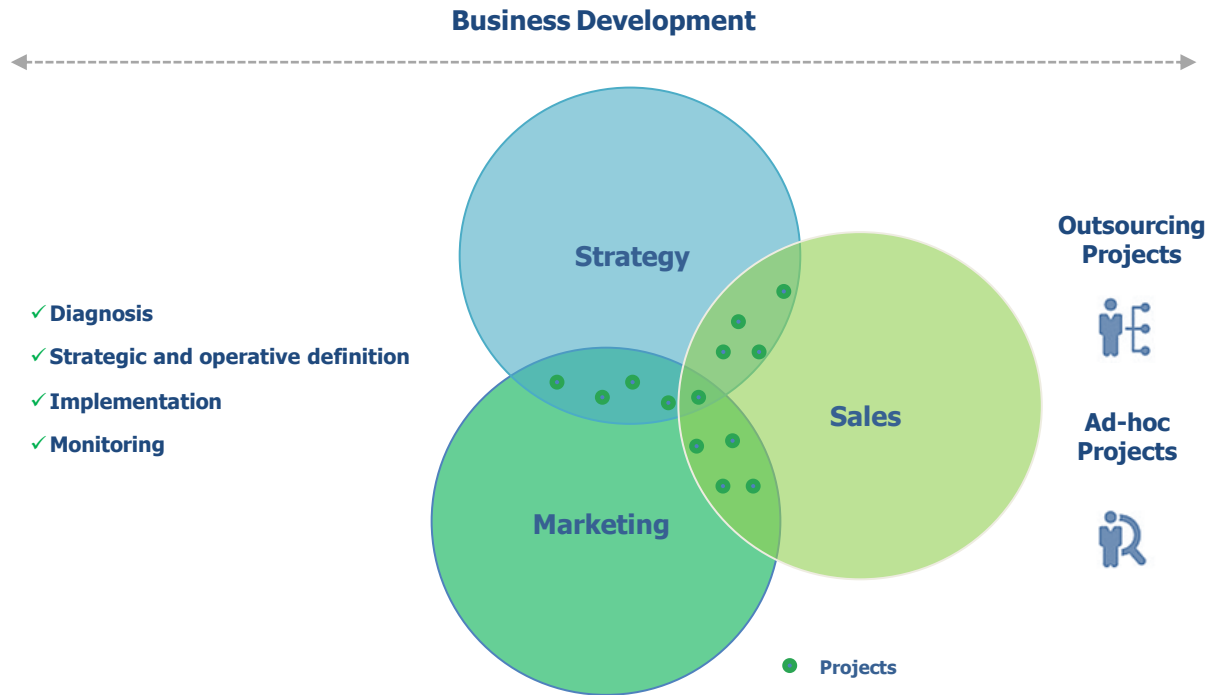 Business Development
Strategy
Outsourcing
Projects
Diagnosis
Strategic and operative definition
Implementation
Monitoring
Sales
Ad-hoc
Projects
Marketing
Projects